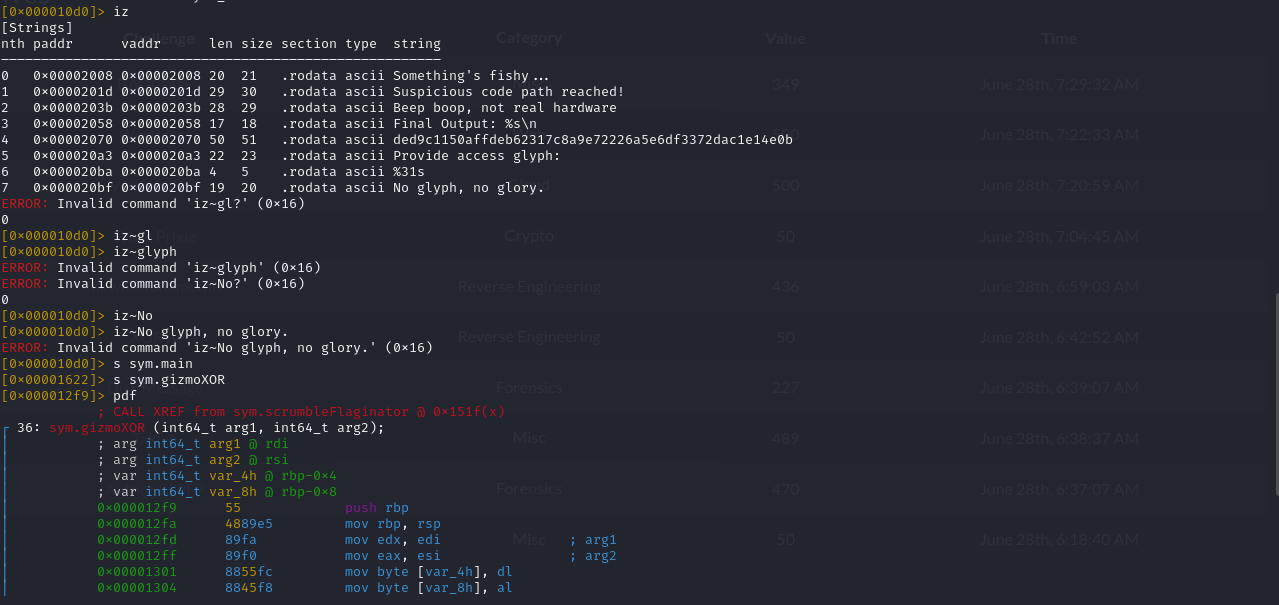 [0×000010d0]> iz
[Strings]
nth paddr      vaddr      len size section type  string
0   0×00002008 0×00002008 20  21   .rodata ascii Something's fishy...
1   0×0000201d 0×0000201d 29  30   .rodata ascii Suspicious code path reached!
2   0×0000203b 0×0000203b 28  29   .rodata ascii Beep boop, not real hardware
3   0×00002058 0×00002058 17  18   .rodata ascii Final Output: %s\n
4   0×00002070 0×00002070 50  51   .rodata ascii ded9c1150affdeb62317c8a9e72226a5e6df3372dac1e14e0b
5   0×000020a3 0×000020a3 22  23   .rodata ascii Provide access glyph:
6   0×000020ba 0×000020ba 4   5    .rodata ascii %31s
7   0×000020bf 0×000020bf 19  20   .rodata ascii No glyph, no glory.
ERROR: Invalid command 'iz~gl?' (0×16)
0
[0×000010d0]> iz~gl
[0×000010d0]> iz~glyph
ERROR: Invalid command 'iz~glyph' (0×16)
ERROR: Invalid command 'iz~No?' (0×16)
0
[0×000010d0]> iz~No
[0×000010d0]> iz~No glyph, no glory.
ERROR: Invalid command 'iz~No glyph, no glory.' (0×16)
[0×000010d0]> s sym.main
[0×00001622]> s sym.gizmoXOR
[0×000012f9]> pdf
; CALL XREF from sym.scrumbleFlaginator @ 0×151f(x)
36: sym.gizmoXOR (int64_t arg1, int64_t arg2);
; arg int64_t arg1 @ rdi
; arg int64_t arg2 @ rsi
; var int64_t var_4h @ rbp-0×4
; var int64_t var_8h @ rbp-0×8
0×000012f9      55             push rbp
0×000012fa      4889e5         mov rbp, rsp
0×000012fd      89fa           mov edx, edi      ; arg1
0×000012ff      89f0           mov eax, esi      ; arg2
0×00001301      8855fc         mov byte [var_4h], dl
0×00001304      8845f8         mov byte [var_8h], al
Challenge Category Value Time
349 June 28th, 7:29:32 AM
June 28th, 7:22:33 AM
500 June 28th, 7:20:59 AM
Crypto 50 June 28th, 7:04:45 AM
Reverse Engineering 436 June 28th, 6:59:03 AM
Reverse Engineering 50 June 28th, 6:42:52 AM
Forensics 227 June 28th, 6:39:07 AM
Misc 489 June 28th, 6:38:37 AM
Forensics 470 June 28th, 6:37:07 AM
Misc 50 June 28th, 6:18:40 AM